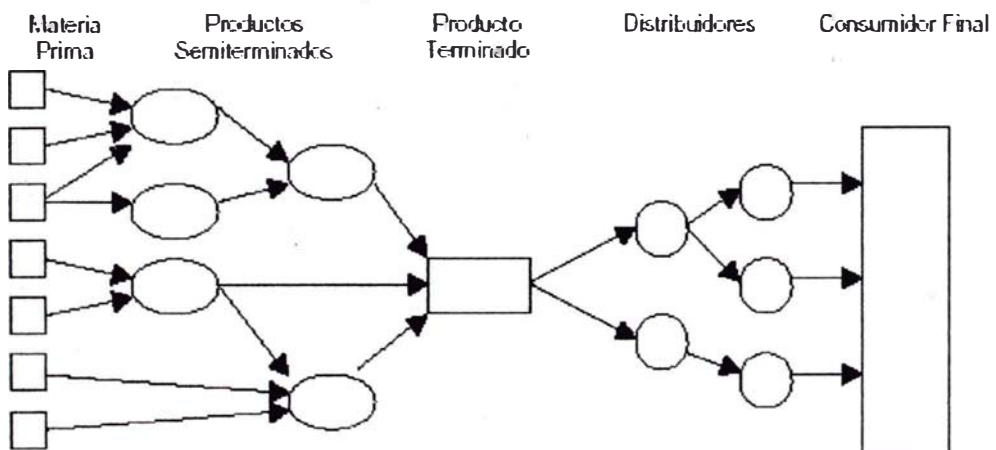 Materia
Prima
Productos
Semiterminados
Producto
Terminado
Distribuidores
Consumidor Final